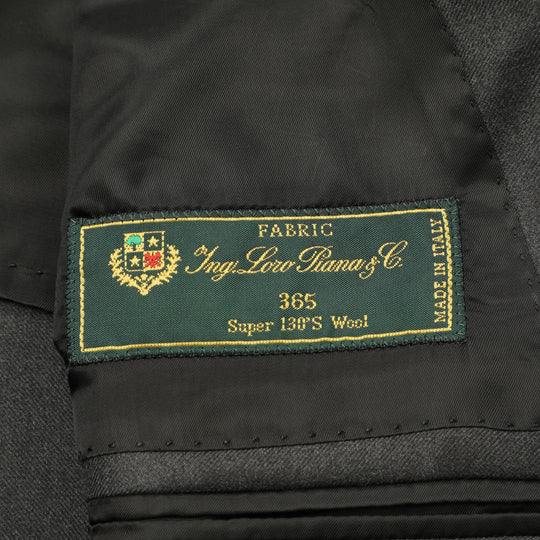 FABRIC
Ing. Loro Piana & C.
365
Super 130'S Wool
MADE IN ITALY